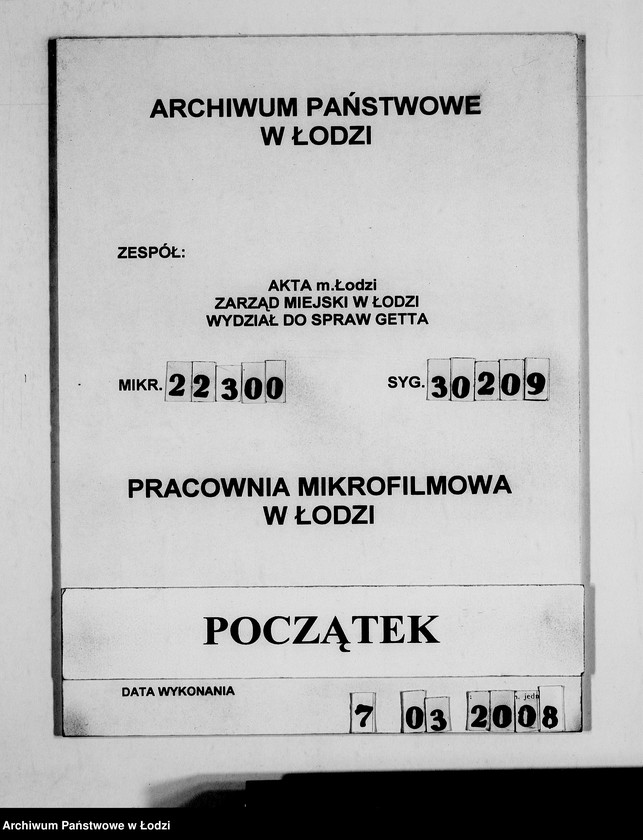 ARCHIWUM PAŃSTWOWE
W ŁODZI
ZESPÓŁ:
AKTA m.Łodzi
ZARZĄD MIEJSKI W ŁODZI
WYDZIAŁ DO SPRAW GETTA
MIKR. 22300 SYG. 30209
PRACOWNIA MIKROFILMOWA
W ŁODZI
POCZĄTEK
DATA WYKONANIA
7 03 2008
Archiwum Państwowe w Łodzi